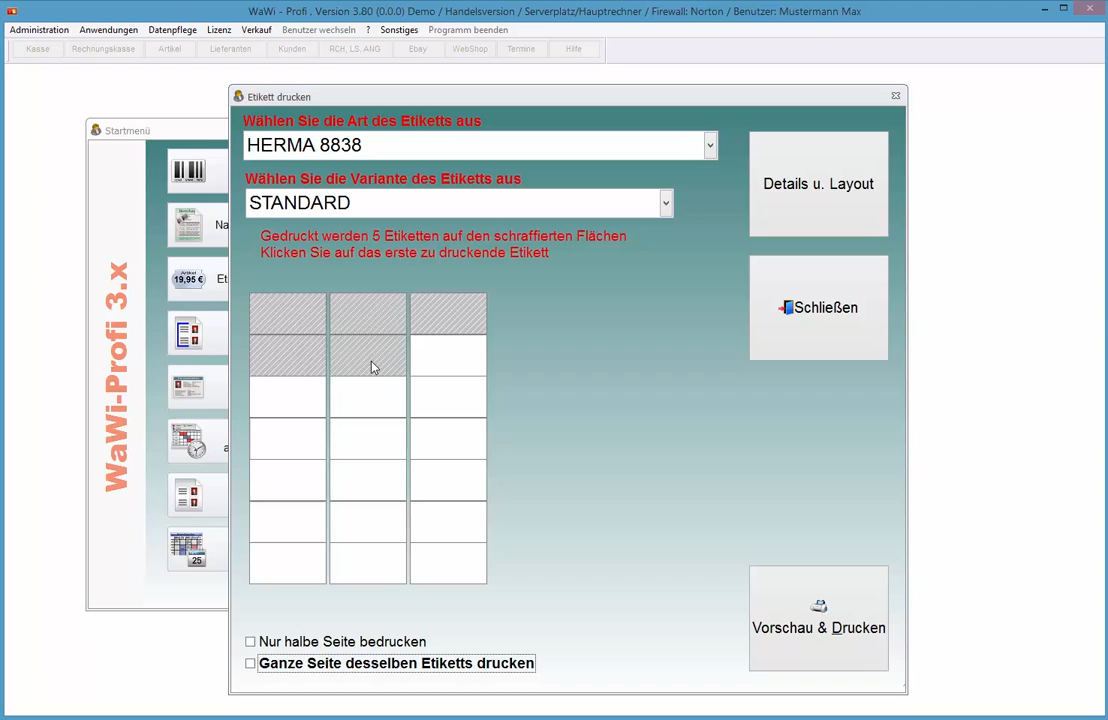 WaWi - Profi , Version 3.80 (0.0.0) Demo / Handelsversion / Serverplatz/Hauptrechner / Firewall: Norton / Benutzer: Mustermann Max
Administration Anwendungen Datenpflege Lizenz Verkauf Benutzer wechseln ? Sonstiges Programm beenden
Kasse Rechnungskasse Artikel Lieferanten Kunden RCH, LS, ANG Ebay WebShop Termine Hilfe
Startmenü
WaWi-Profi 3.x
Na
Artikel
19,95 €
Et
a
25
Etikett drucken
Wählen Sie die Art des Etiketts aus
HERMA 8838
Wählen Sie die Variante des Etiketts aus
STANDARD
Gedruckt werden 5 Etiketten auf den schraffierten Flächen
Klicken Sie auf das erste zu druckende Etikett
Details u. Layout
Schließen
Nur halbe Seite bedrucken
Ganze Seite desselben Etiketts drucken
Vorschau & Drucken